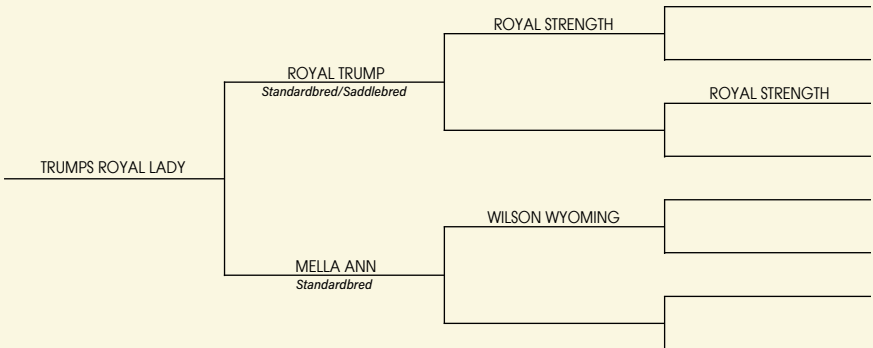 ROYAL STRENGTH
ROYAL TRUMP
Standardbred/Saddlebred
ROYAL STRENGTH
TRUMPS ROYAL LADY
WILSON WYOMING
MELLA ANN
Standardbred